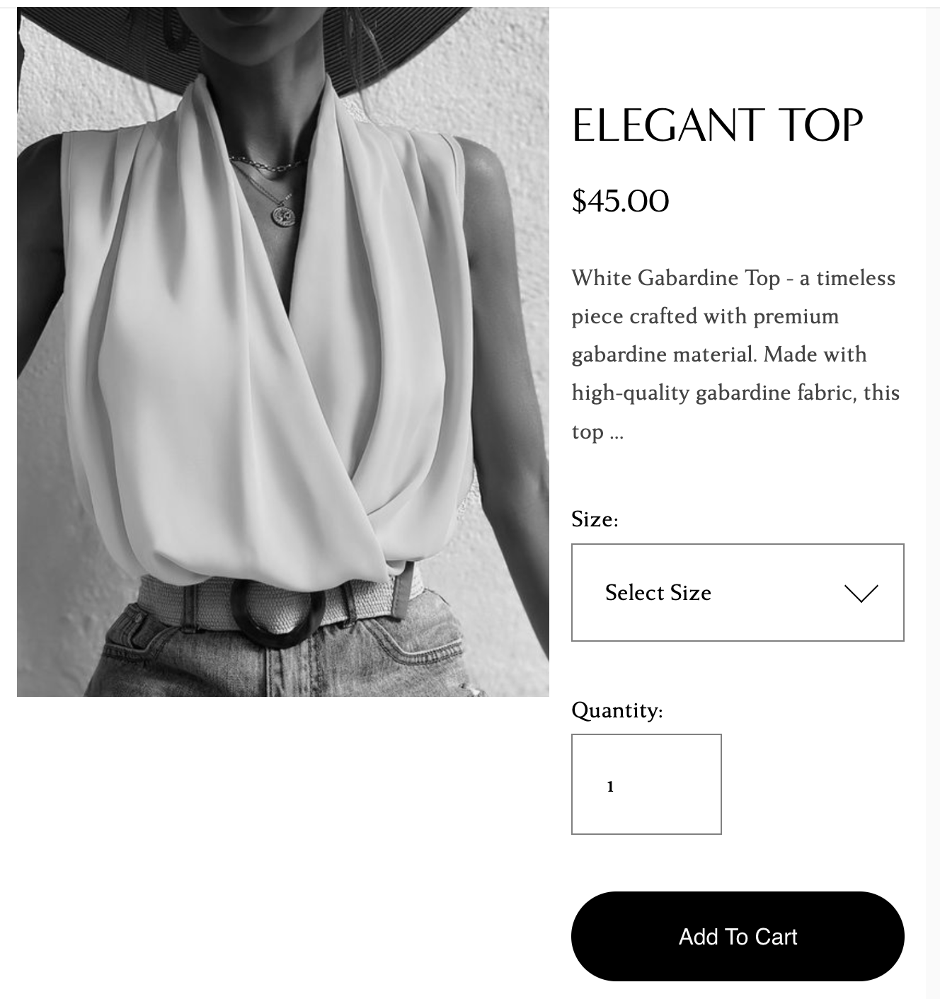 ELEGANT TOP
$45.00
White Gabardine Top - a timeless
piece crafted with premium
gabardine material. Made with
high-quality gabardine fabric, this
top ...
Size:
Select Size
Quantity:
1
Add To Cart